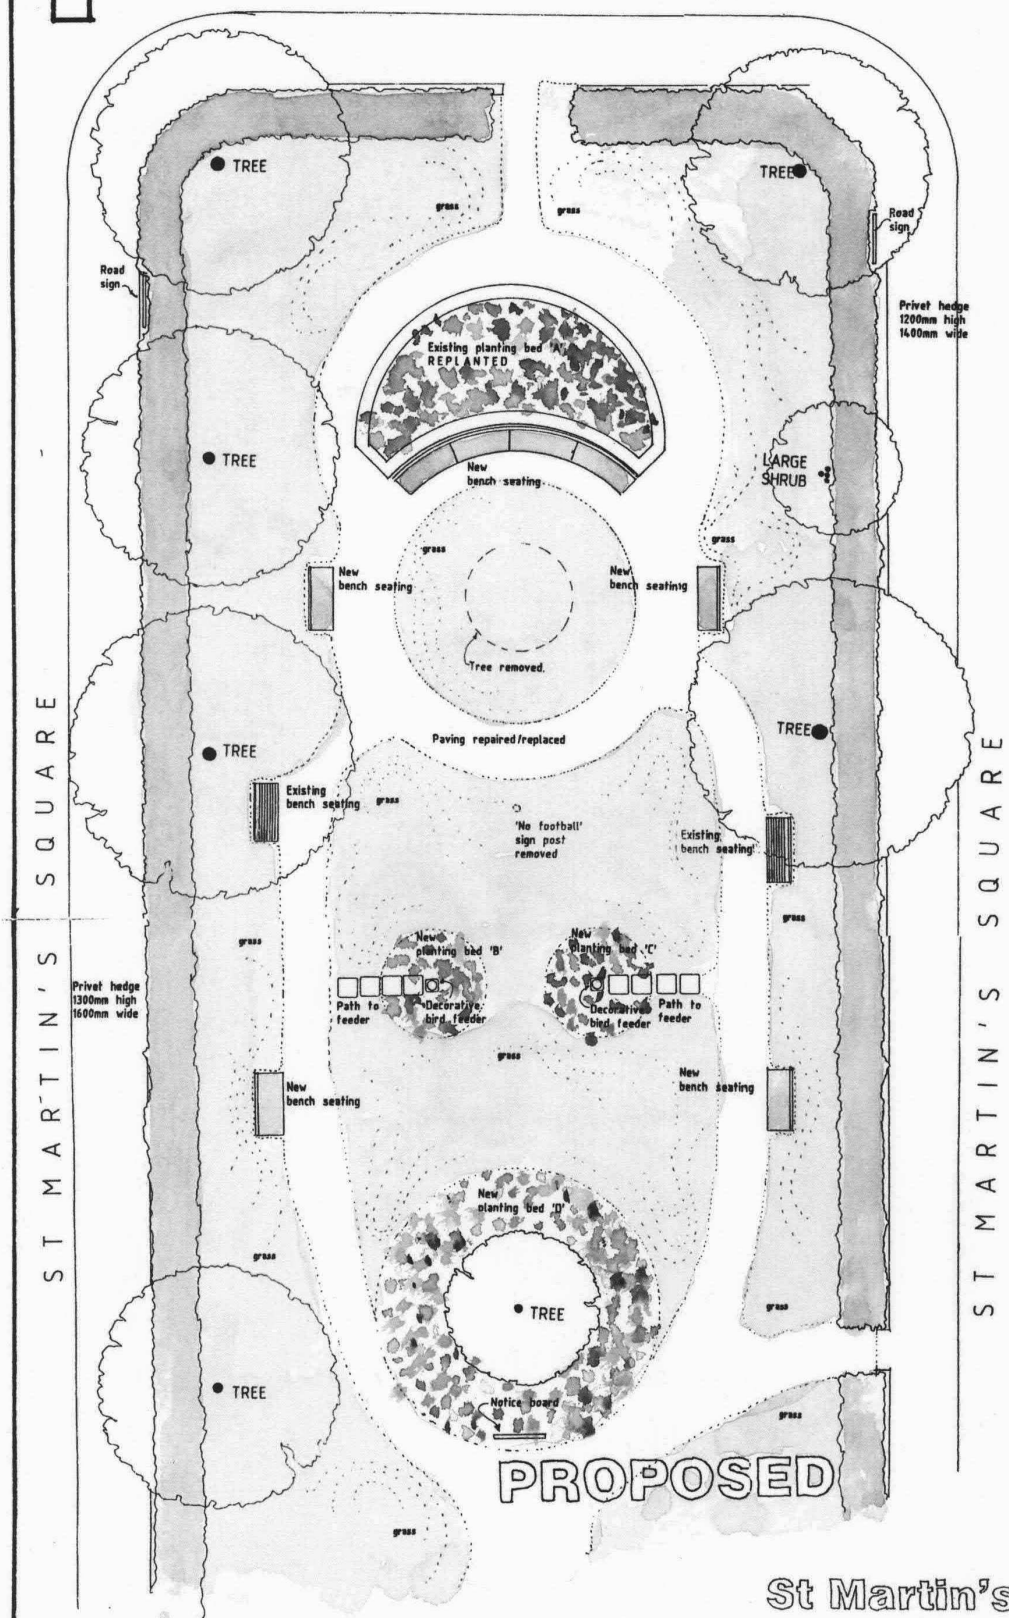 TREE
TREE
grass
grass
Road
sign
Road
sign
Privet hedge
1200mm high
1400mm wide
Existing planting bed 'A'
REPLANTED
TREE
LARGE
SHRUB
New
bench seating
grass
grass
New
bench seating
New
bench seating
Tree removed.
ST MARTIN'S SQUARE
ST MARTIN'S SQUARE
TREE
TREE
Paving repaired/replaced
Existing
bench seating
grass
'No football'
sign post
removed
Existing
bench seating
grass
grass
New
planting bed 'B'
New
planting bed 'C'
Privet hedge
1300mm high
1600mm wide
Path to
feeder
Decorative
bird feeder
Decorative
bird feeder
Path to
feeder
grass
New
bench seating
New
bench seating
New
planting bed 'D'
grass
grass
TREE
TREE
Notice board
grass
PROPOSED
grass
St Martin's